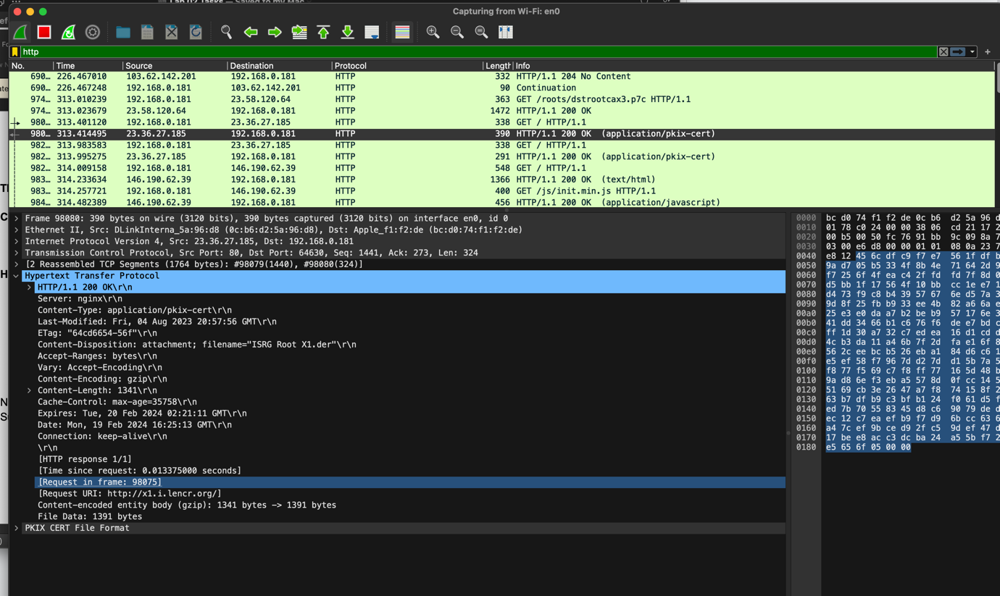 Capturing from Wi-Fi: en0
http
No. Time Source Destination Protocol Length Info
690… 226.467010 103.62.142.201 192.168.0.181 HTTP 332 HTTP/1.1 204 No Content
690… 226.467248 192.168.0.181 103.62.142.201 HTTP 90 Continuation
974… 313.010239 192.168.0.181 23.58.120.64 HTTP 363 GET /roots/dstrootcax3.p7c HTTP/1.1
974… 313.023679 23.58.120.64 192.168.0.181 HTTP 1472 HTTP/1.1 200 OK
980… 313.401120 192.168.0.181 23.36.27.185 HTTP 338 GET / HTTP/1.1
980… 313.414495 23.36.27.185 192.168.0.181 HTTP 390 HTTP/1.1 200 OK (application/pkix-cert)
982… 313.983583 192.168.0.181 23.36.27.185 HTTP 338 GET / HTTP/1.1
982… 313.995275 23.36.27.185 192.168.0.181 HTTP 291 HTTP/1.1 200 OK (application/pkix-cert)
982… 314.009158 192.168.0.181 146.190.62.39 HTTP 548 GET / HTTP/1.1
983… 314.233634 146.190.62.39 192.168.0.181 HTTP 1366 HTTP/1.1 200 OK (text/html)
983… 314.257721 192.168.0.181 146.190.62.39 HTTP 400 GET /js/init.min.js HTTP/1.1
984… 314.482389 146.190.62.39 192.168.0.181 HTTP 456 HTTP/1.1 200 OK (application/javascript)
Frame 98080: 390 bytes on wire (3120 bits), 390 bytes captured (3120 bits) on interface en0, id 0
Ethernet II, Src: DLinkInterna_5a:96:d8 (0c:b6:d2:5a:96:d8), Dst: Apple_f1:f2:de (bc:d0:74:f1:f2:de)
Internet Protocol Version 4, Src: 23.36.27.185, Dst: 192.168.0.181
Transmission Control Protocol, Src Port: 80, Dst Port: 64630, Seq: 1441, Ack: 273, Len: 324
[2 Reassembled TCP Segments (1764 bytes): #98079(1440), #98080(324)]
Hypertext Transfer Protocol
HTTP/1.1 200 OK\r\n
Server: nginx\r\n
Content-Type: application/pkix-cert\r\n
Last-Modified: Fri, 04 Aug 2023 20:57:56 GMT\r\n
ETag: "64cd6654-56f"\r\n
Content-Disposition: attachment; filename="ISRG Root X1.der"\r\n
Accept-Ranges: bytes\r\n
Vary: Accept-Encoding\r\n
Content-Encoding: gzip\r\n
Content-Length: 1341\r\n
Cache-Control: max-age=35758\r\n
Expires: Tue, 20 Feb 2024 02:21:11 GMT\r\n
Date: Mon, 19 Feb 2024 16:25:13 GMT\r\n
Connection: keep-alive\r\n
\r\n
[HTTP response 1/1]
[Time since request: 0.013375000 seconds]
[Request in frame: 98075]
[Request URI: http://x1.i.lencr.org/]
Content-encoded entity body (gzip): 1341 bytes -> 1391 bytes
File Data: 1391 bytes
PKIX CERT File Format
0000 bc d0 74 f1 f2 de 0c b6 d2 5a 96 d
0010 01 78 c0 24 00 00 38 06 cd 21 17 2
0020 00 b5 00 50 fc 76 91 bb 9c 09 8a 7
0030 03 00 e6 d8 00 00 01 01 08 0a 23 7
0040 e8 12 45 6c df c9 f7 e7 56 1f df b
0050 9a d7 05 b5 33 4f 8b 4e 71 64 2d 9
0060 f7 25 6f 4f ea c4 2f fd fd 7f 8d 0
0070 d5 bb 1f 17 56 4f 10 bb cc 1e e7 1
0080 d4 73 f9 c8 b4 39 57 67 6e d5 7a 3
0090 9d 8f 25 fb b9 33 ee 4b 82 a6 6a e
00a0 25 e3 e0 da a7 b2 be b9 57 17 6e 3
00b0 41 dd 34 66 b1 c6 76 f6 de e7 bd c
00c0 ff 1d 30 a7 32 c7 ed ea 16 d1 cd d
00d0 4c b3 da 11 a4 6b 7f 2d fa e1 6f 8
00e0 56 2c ee bc b5 26 eb a1 84 d6 c6 1
00f0 e5 ef 58 f7 96 7d d2 7d d1 5b 7a 5
0100 f8 77 f5 69 c7 f8 ff 77 16 5d 48 b
0110 9a d8 6e f3 eb a5 57 8d 0f cc 14 5
0120 51 69 cb 3e 26 47 a7 f8 74 15 8f 2
0130 63 b7 df b9 c3 bf b1 24 f0 61 d5 f
0140 ed 7b 70 55 83 45 d8 c6 90 79 de d
0150 ec 12 c7 ea ef b9 f7 d9 6b cc 63 6
0160 a4 7c ef 9b ce d9 2f c5 9d ef 47 d
0170 17 be e8 ac c3 dc ba 24 a5 5b f7 2
0180 e5 65 6f 05 00 00